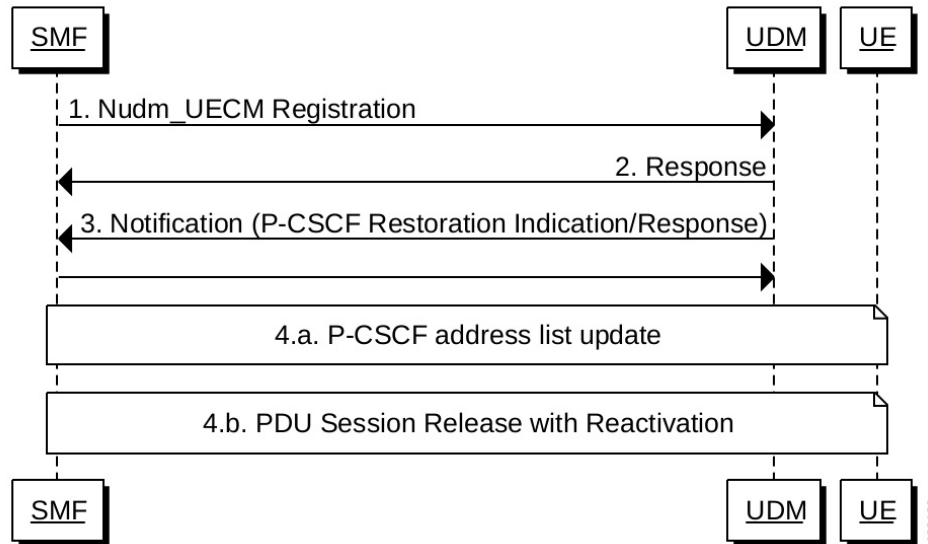 SMF
UDM
UE
1. Nudm_UECM Registration
2. Response
3. Notification (P-CSCF Restoration Indication/Response)
4.a. P-CSCF address list update
4.b. PDU Session Release with Reactivation
SMF
UDM
UE